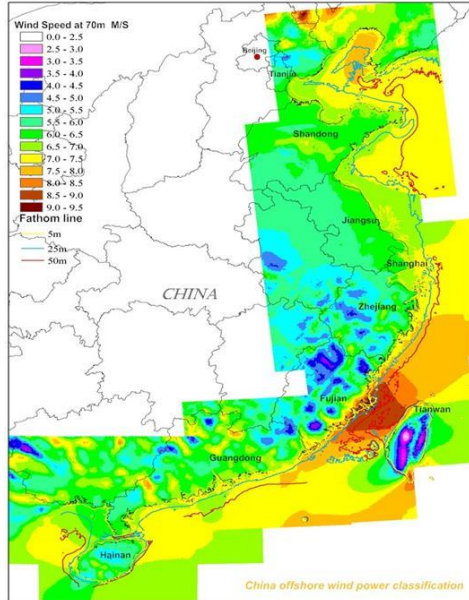 Wind Speed at 70m M/S
0.0 - 2.5
2.5 - 3.0
3.0 - 3.5
3.5 - 4.0
4.0 - 4.5
4.5 - 5.0
5.0 - 5.5
5.5 - 6.0
6.0 - 6.5
6.5 - 7.0
7.0 - 7.5
7.5 - 8.0
8.0 - 8.5
8.5 - 9.0
9.0 - 9.5
Fathom line
5m
25m
50m
Beijing
Tianjin
Shandong
Jiangsu
Shanghai
CHINA
Zhejiang
Fujian
Tianwan
Guangdong
Hainan
China offshore wind power classification